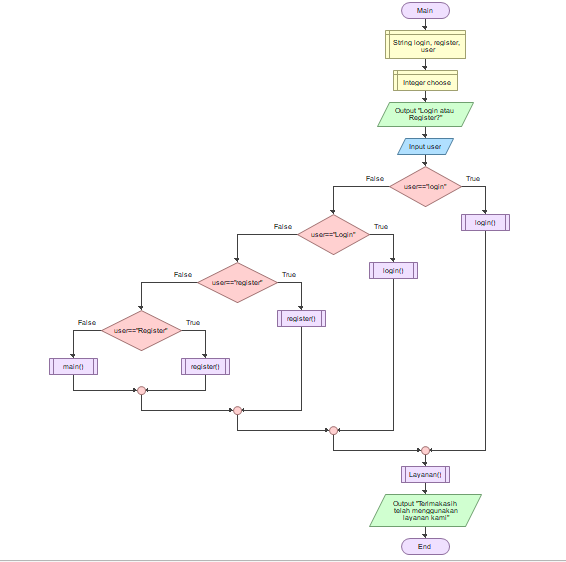 Main
String login, register,
user
Integer choose
Output "Login atau
Register?"
Input user
False
user=="login"
True
login()
False
user=="Login"
True
login()
False
user=="register"
True
register()
False
user=="Register"
True
main()
register()
Layanan()
Output "Terimakasih
telah menggunakan
layanan kami"
End